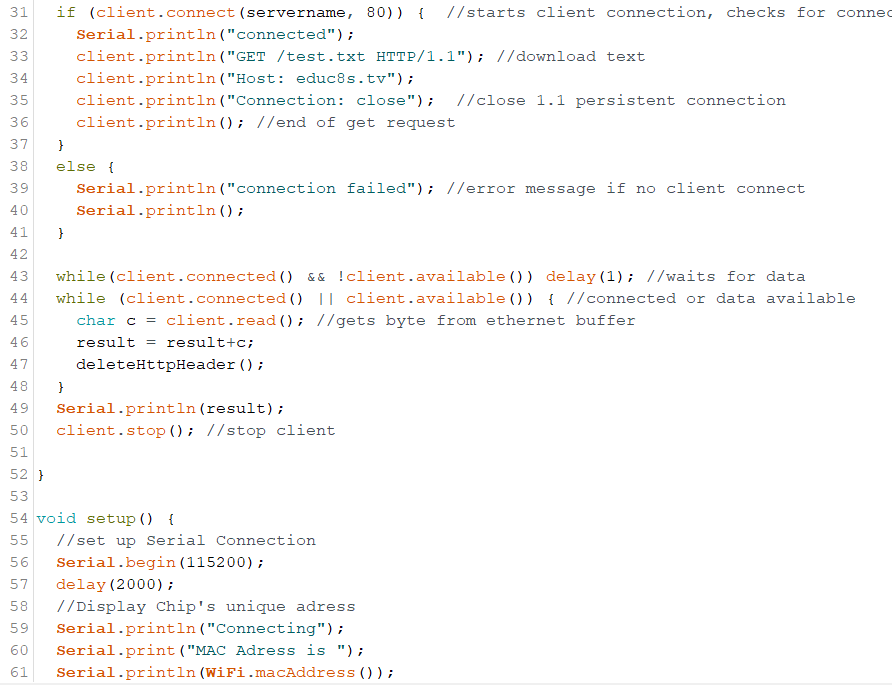 31 if (client.connect(servername, 80)) { //starts client connection, checks for connec
32 Serial.println("connected");
33 client.println("GET /test.txt HTTP/1.1"); //download text
34 client.println("Host: educ8s.tv");
35 client.println("Connection: close"); //close 1.1 persistent connection
36 client.println(); //end of get request
37 }
38 else {
39 Serial.println("connection failed"); //error message if no client connect
40 Serial.println();
41 }
42
43 while(client.connected() && !client.available()) delay(1); //waits for data
44 while (client.connected() || client.available()) { //connected or data available
45 char c = client.read(); //gets byte from ethernet buffer
46 result = result+c;
47 deleteHttpHeader();
48 }
49 Serial.println(result);
50 client.stop(); //stop client
51
52 }
53
54 void setup() {
55 //set up Serial Connection
56 Serial.begin(115200);
57 delay(2000);
58 //Display Chip's unique adress
59 Serial.println("Connecting");
60 Serial.print("MAC Adress is ");
61 Serial.println(WiFi.macAddress());